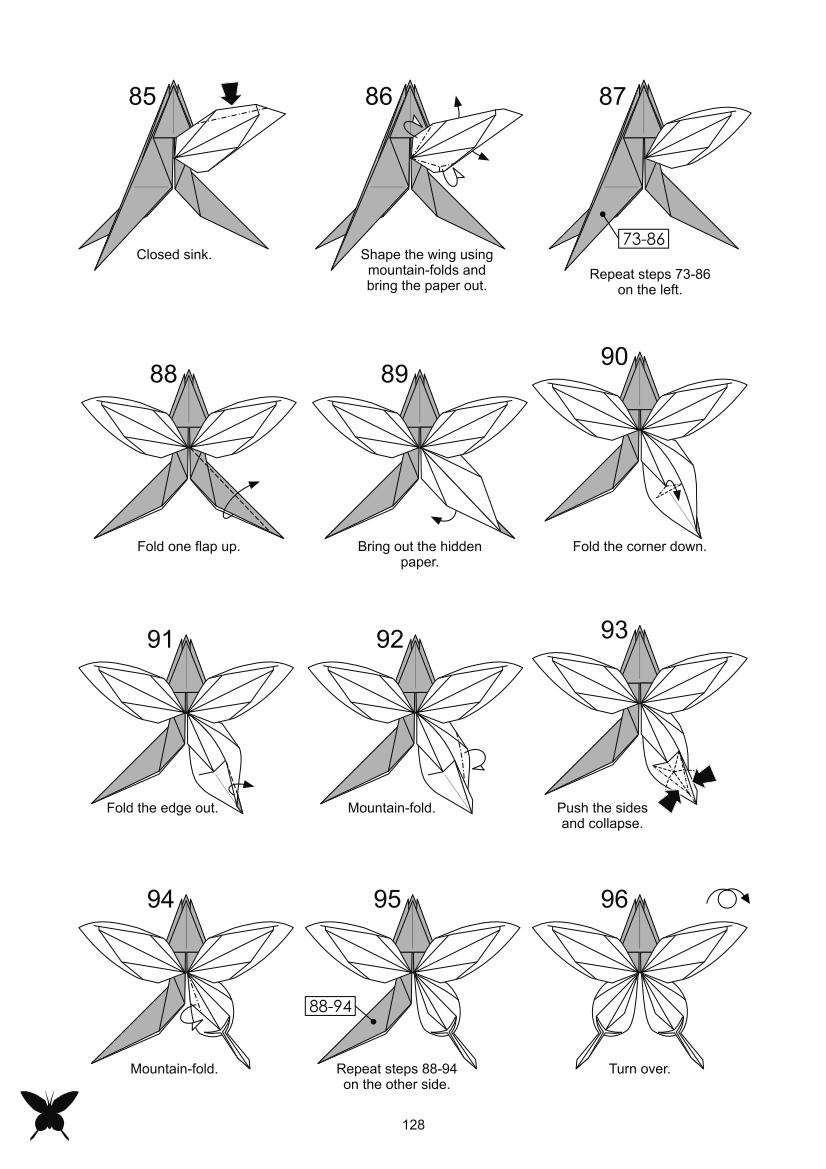 85
Closed sink.
86
Shape the wing using
mountain-folds and
bring the paper out.
87
73-86
Repeat steps 73-86
on the left.
88
Fold one flap up.
89
Bring out the hidden
paper.
90
Fold the corner down.
91
Fold the edge out.
92
Mountain-fold.
93
Push the sides
and collapse.
94
Mountain-fold.
95
88-94
Repeat steps 88-94
on the other side.
96
Turn over.
128